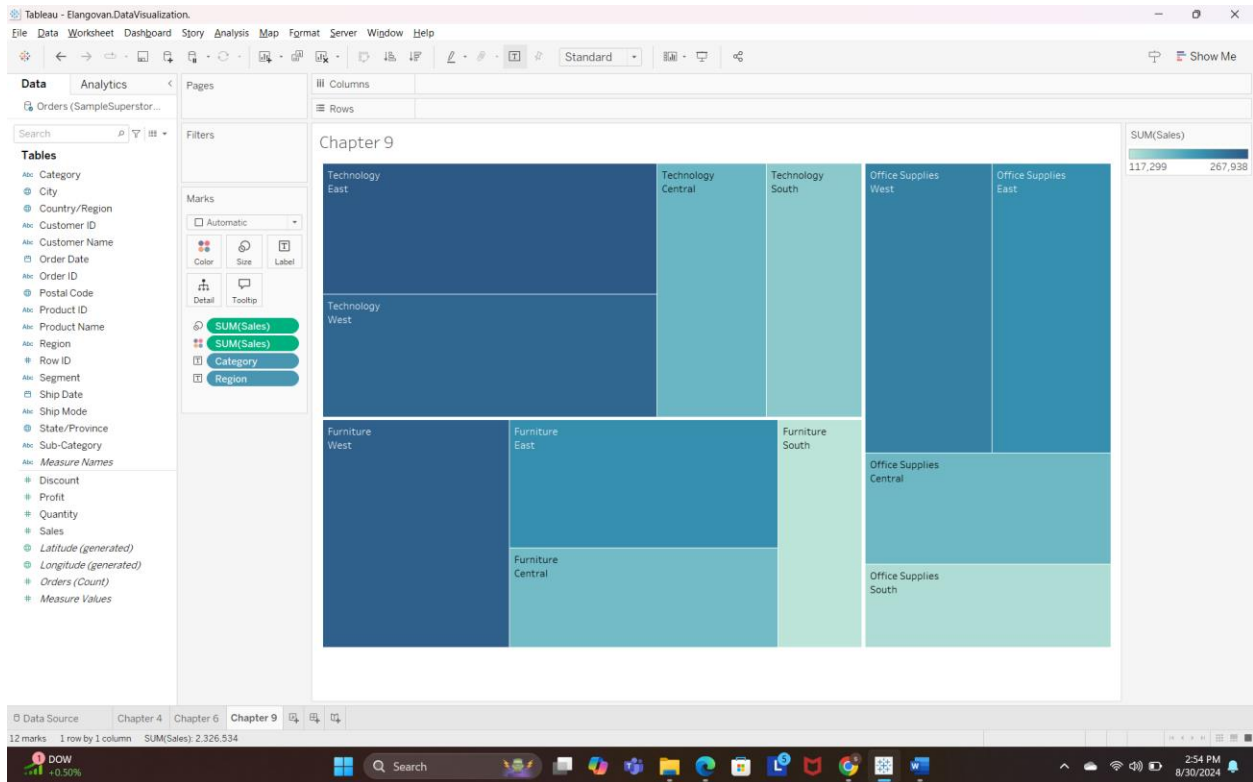 Tableau - Elangovan.DataVisualization.
File Data Worksheet Dashboard Story Analysis Map Format Server Window Help
Standard
Show Me
Data Analytics
Orders (SampleSuperstor...
Search
Tables
Category
City
Country/Region
Customer ID
Customer Name
Order Date
Order ID
Postal Code
Product ID
Product Name
Region
Row ID
Segment
Ship Date
Ship Mode
State/Province
Sub-Category
Measure Names
Discount
Profit
Quantity
Sales
Latitude (generated)
Longitude (generated)
Orders (Count)
Measure Values
Pages
Filters
Marks
Automatic
Color Size Label
Detail Tooltip
SUM(Sales)
SUM(Sales)
Category
Region
Columns
Rows
Chapter 9
Technology
East
Technology
Central
Technology
South
Office Supplies
West
Office Supplies
East
Technology
West
Furniture
West
Furniture
East
Furniture
South
Office Supplies
Central
Furniture
Central
Office Supplies
South
SUM(Sales)
117,299 267,938
Data Source Chapter 4 Chapter 6 Chapter 9
12 marks 1 row by 1 column SUM(Sales): 2,326,534
1
DOW
+0.50%
Search
2:54 PM
8/30/2024